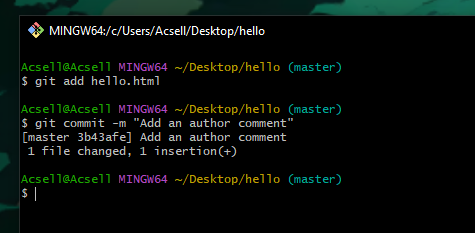 MINGW64:/c/Users/Acsell/Desktop/hello
Acsell@Acsell MINGW64 ~/Desktop/hello (master)
$ git add hello.html
Acsell@Acsell MINGW64 ~/Desktop/hello (master)
$ git commit -m "Add an author comment"
[master 3b43afe] Add an author comment
 1 file changed, 1 insertion(+)
Acsell@Acsell MINGW64 ~/Desktop/hello (master)
$